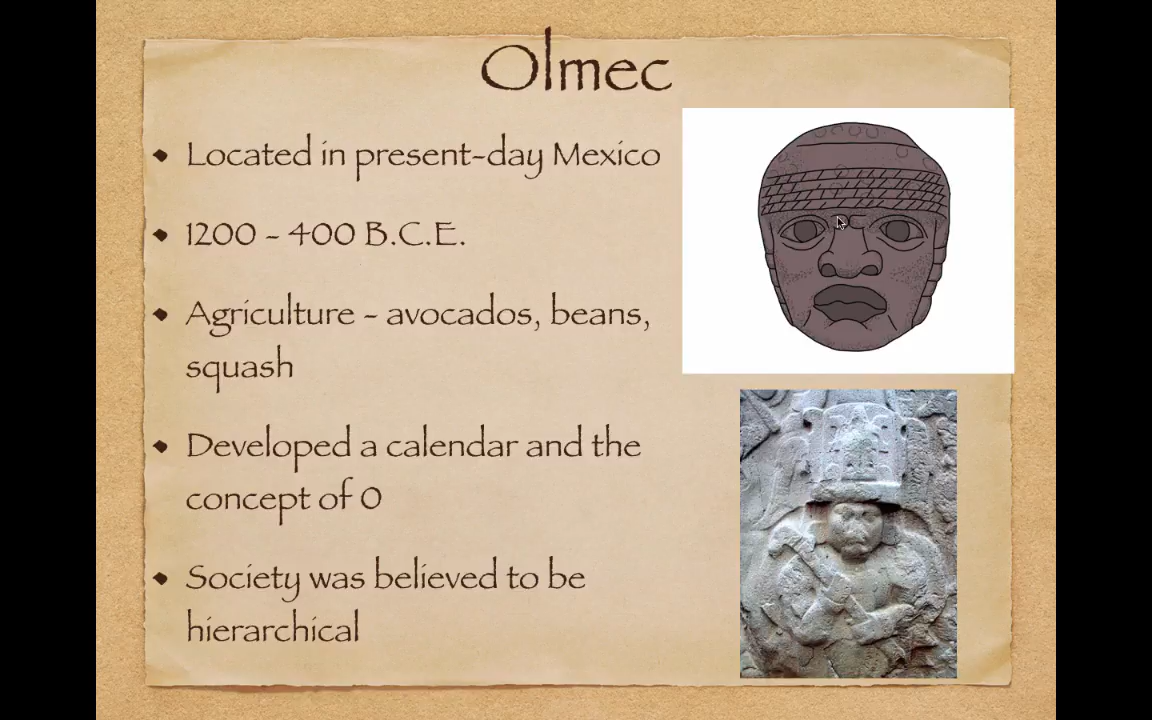 Olmec
• Located in present-day Mexico
• 1200 - 400 B.C.E.
• Agriculture - avocados, beans,
squash
• Developed a calendar and the
concept of 0
• Society was believed to be
hierarchical